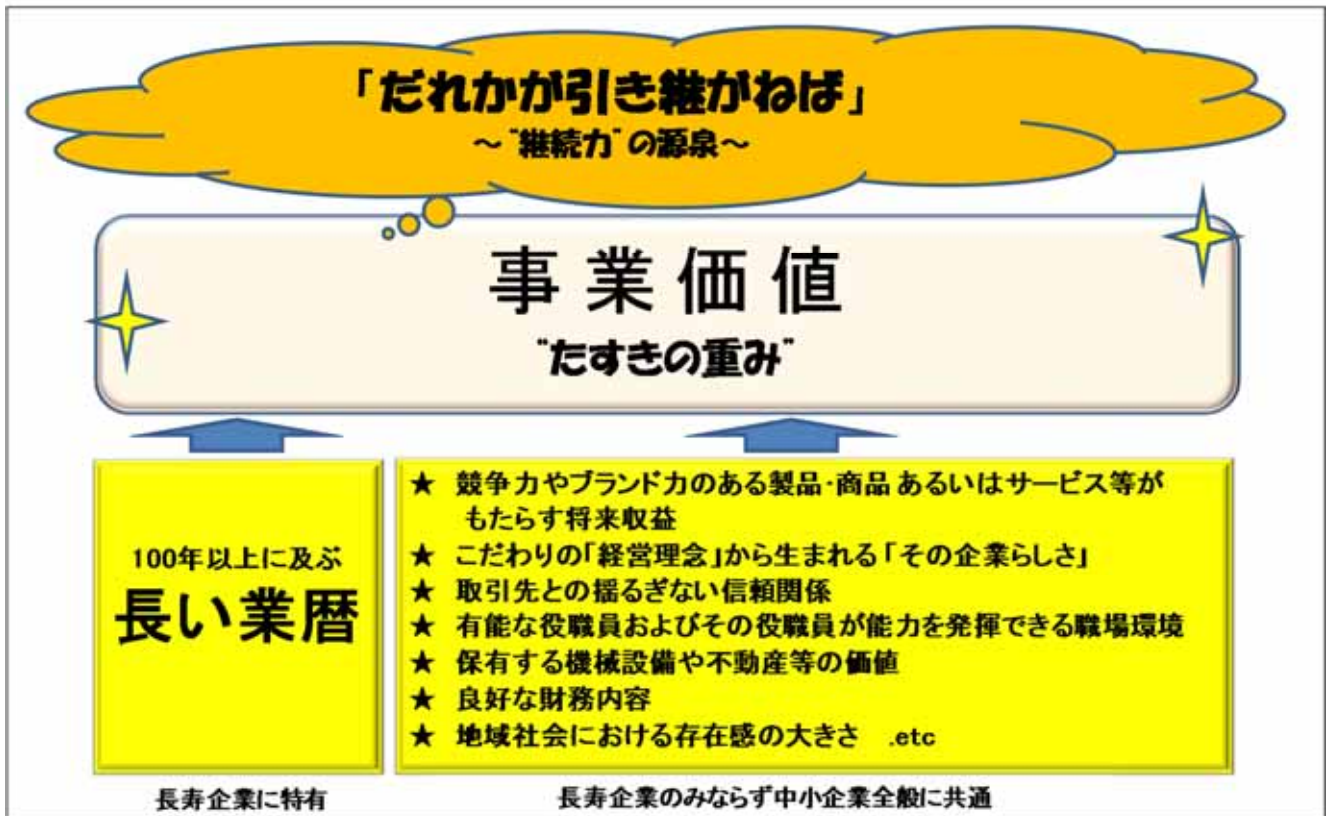 「だれかが引き継がねば」
～"継続力"の源泉～
事業価値
"たすきの重み"
100年以上に及ぶ
長い業暦
★ 競争力やブランド力のある製品・商品 あるいはサービス等が
もたらす将来収益
★ こだわりの「経営理念」から生まれる「その企業らしさ」
★ 取引先との揺るぎない信頼関係
★ 有能な役職員およびその役職員が能力を発揮できる職場環境
★ 保有する機械設備や不動産等の価値
★ 良好な財務内容
★ 地域社会における存在感の大きさ .etc
長寿企業に特有
長寿企業のみならず中小企業全般に共通